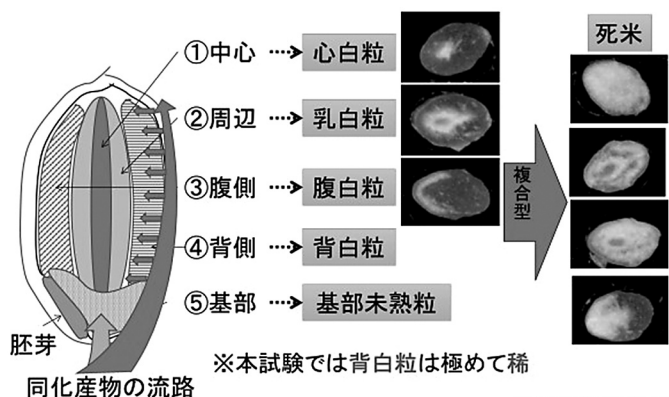 ①中心 心白粒
②周辺 乳白粒
③腹側 腹白粒
④背側 背白粒
⑤基部 基部未熟粒
複合型
死米
胚芽
同化産物の流路
※本試験では背白粒は極めて稀